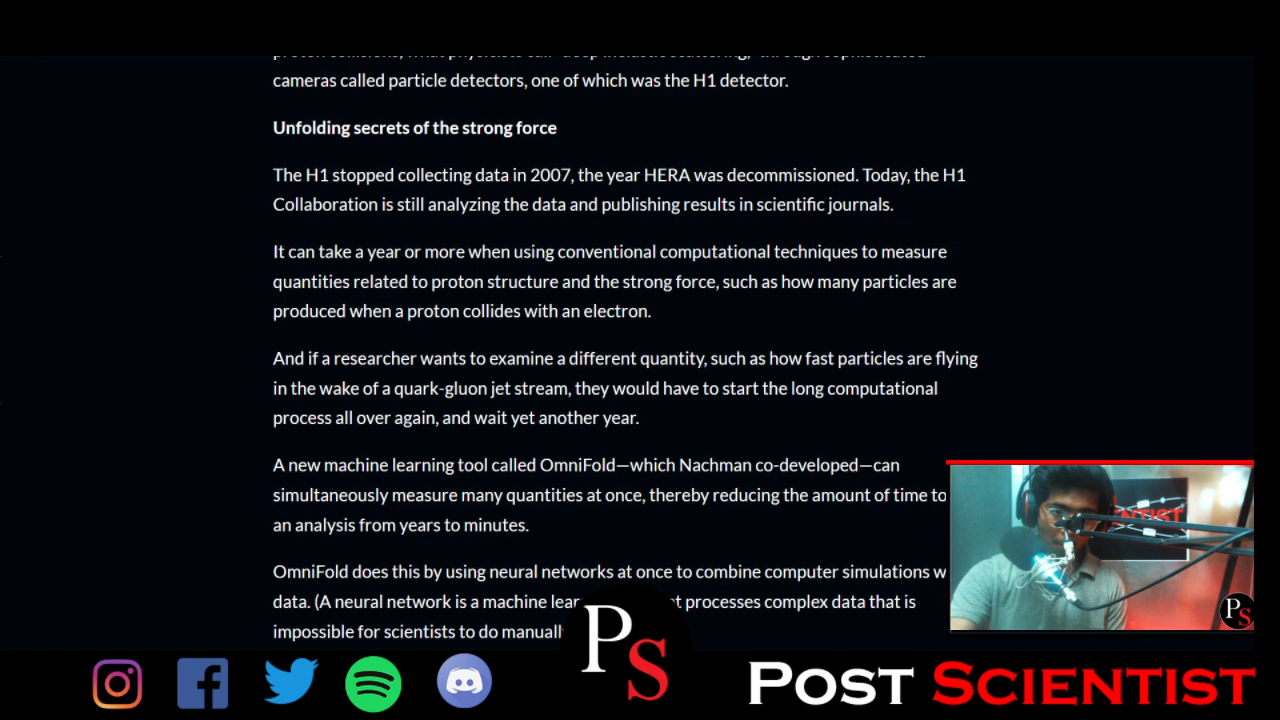 cameras called particle detectors, one of which was the H1 detector.
Unfolding secrets of the strong force
The H1 stopped collecting data in 2007, the year HERA was decommissioned. Today, the H1
Collaboration is still analyzing the data and publishing results in scientific journals.
It can take a year or more when using conventional computational techniques to measure
quantities related to proton structure and the strong force, such as how many particles are
produced when a proton collides with an electron.
And if a researcher wants to examine a different quantity, such as how fast particles are flying
in the wake of a quark-gluon jet stream, they would have to start the long computational
process all over again, and wait yet another year.
A new machine learning tool called OmniFold—which Nachman co-developed—can
simultaneously measure many quantities at once, thereby reducing the amount of time to
an analysis from years to minutes.
OmniFold does this by using neural networks at once to combine computer simulations w
data. (A neural network is a machine lear t processes complex data that is
impossible for scientists to do manuall
ENTIST
PS
PS
POST SCIENTIST